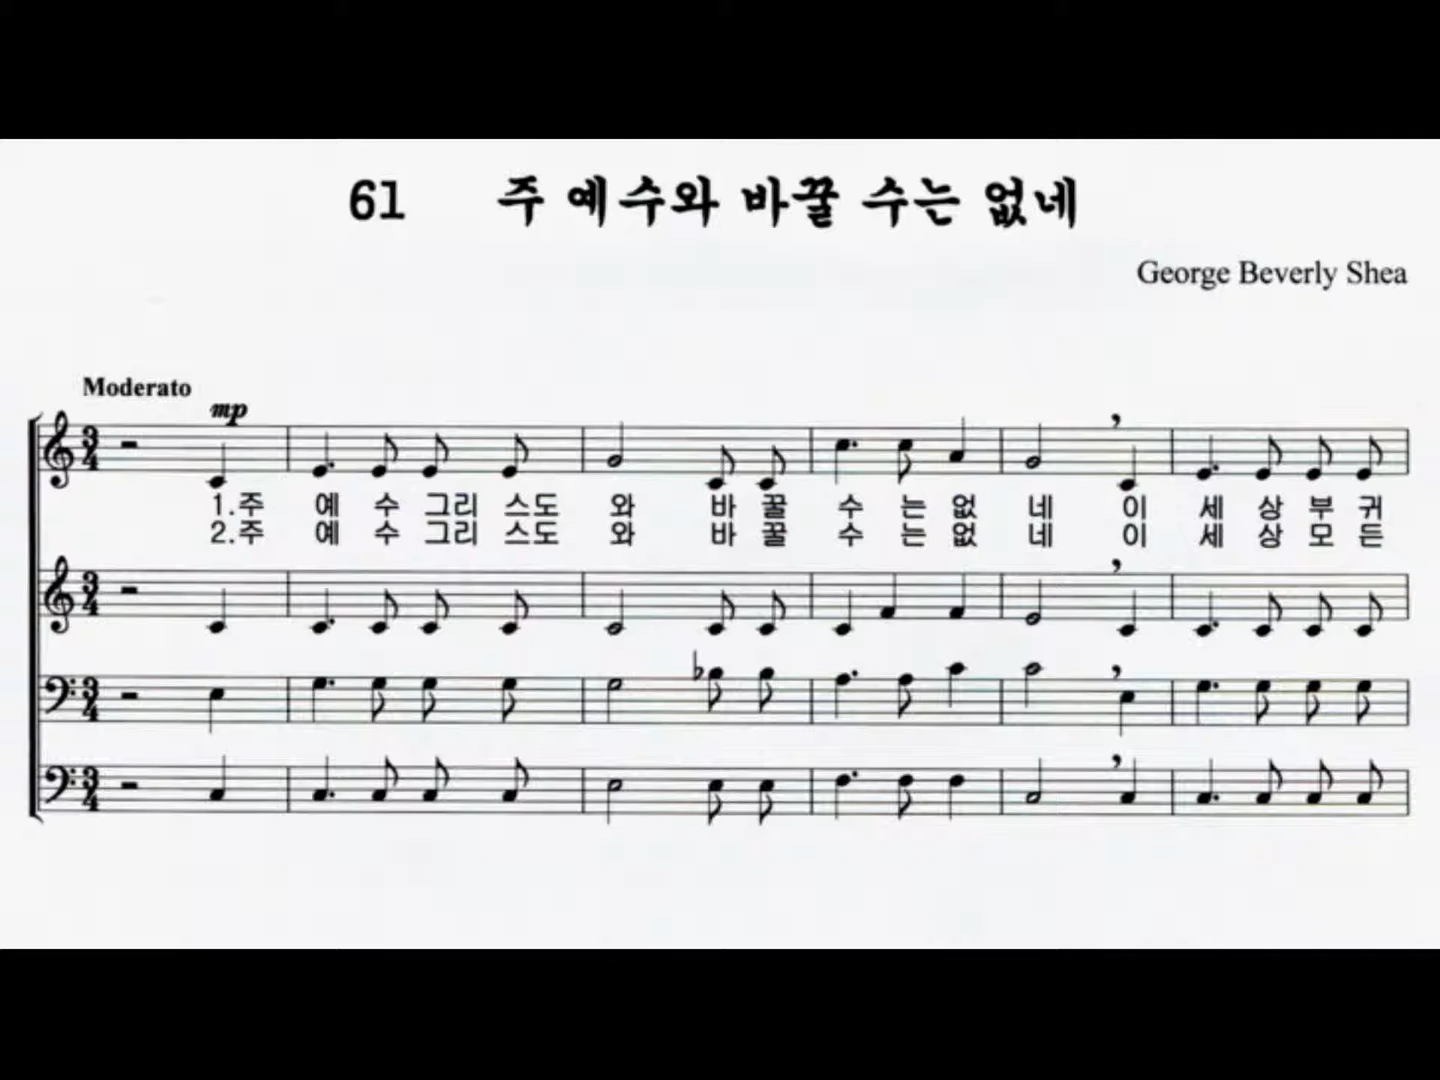 61 주 예수와 바꿀 수는 없네
George Beverly Shea
Moderato
mp
1.주 예 수 그리 스도 와 바 꿀 수 는 없 네 이 세 상 부 귀
2.주 예 수 그리 스도 와 바 꿀 수 는 없 네 이 세 상 모 든